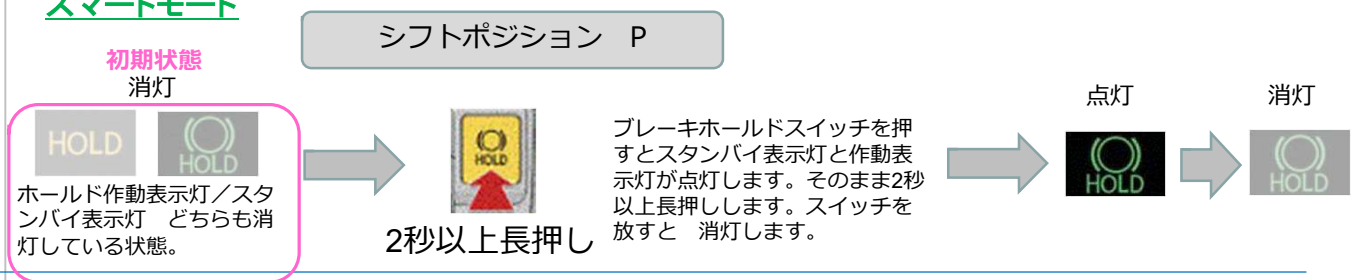 スマートモード
シフトポジション P
初期状態
消灯
HOLD
HOLD
ホールド作動表示灯／スタ
ンバイ表示灯 どちらも消
灯している状態。
HOLD
2秒以上長押し
ブレーキホールドスイッチを押
すとスタンバイ表示灯と作動表
示灯が点灯します。そのまま2秒
以上長押しします。スイッチを
放すと 消灯します。
点灯
HOLD
消灯
HOLD